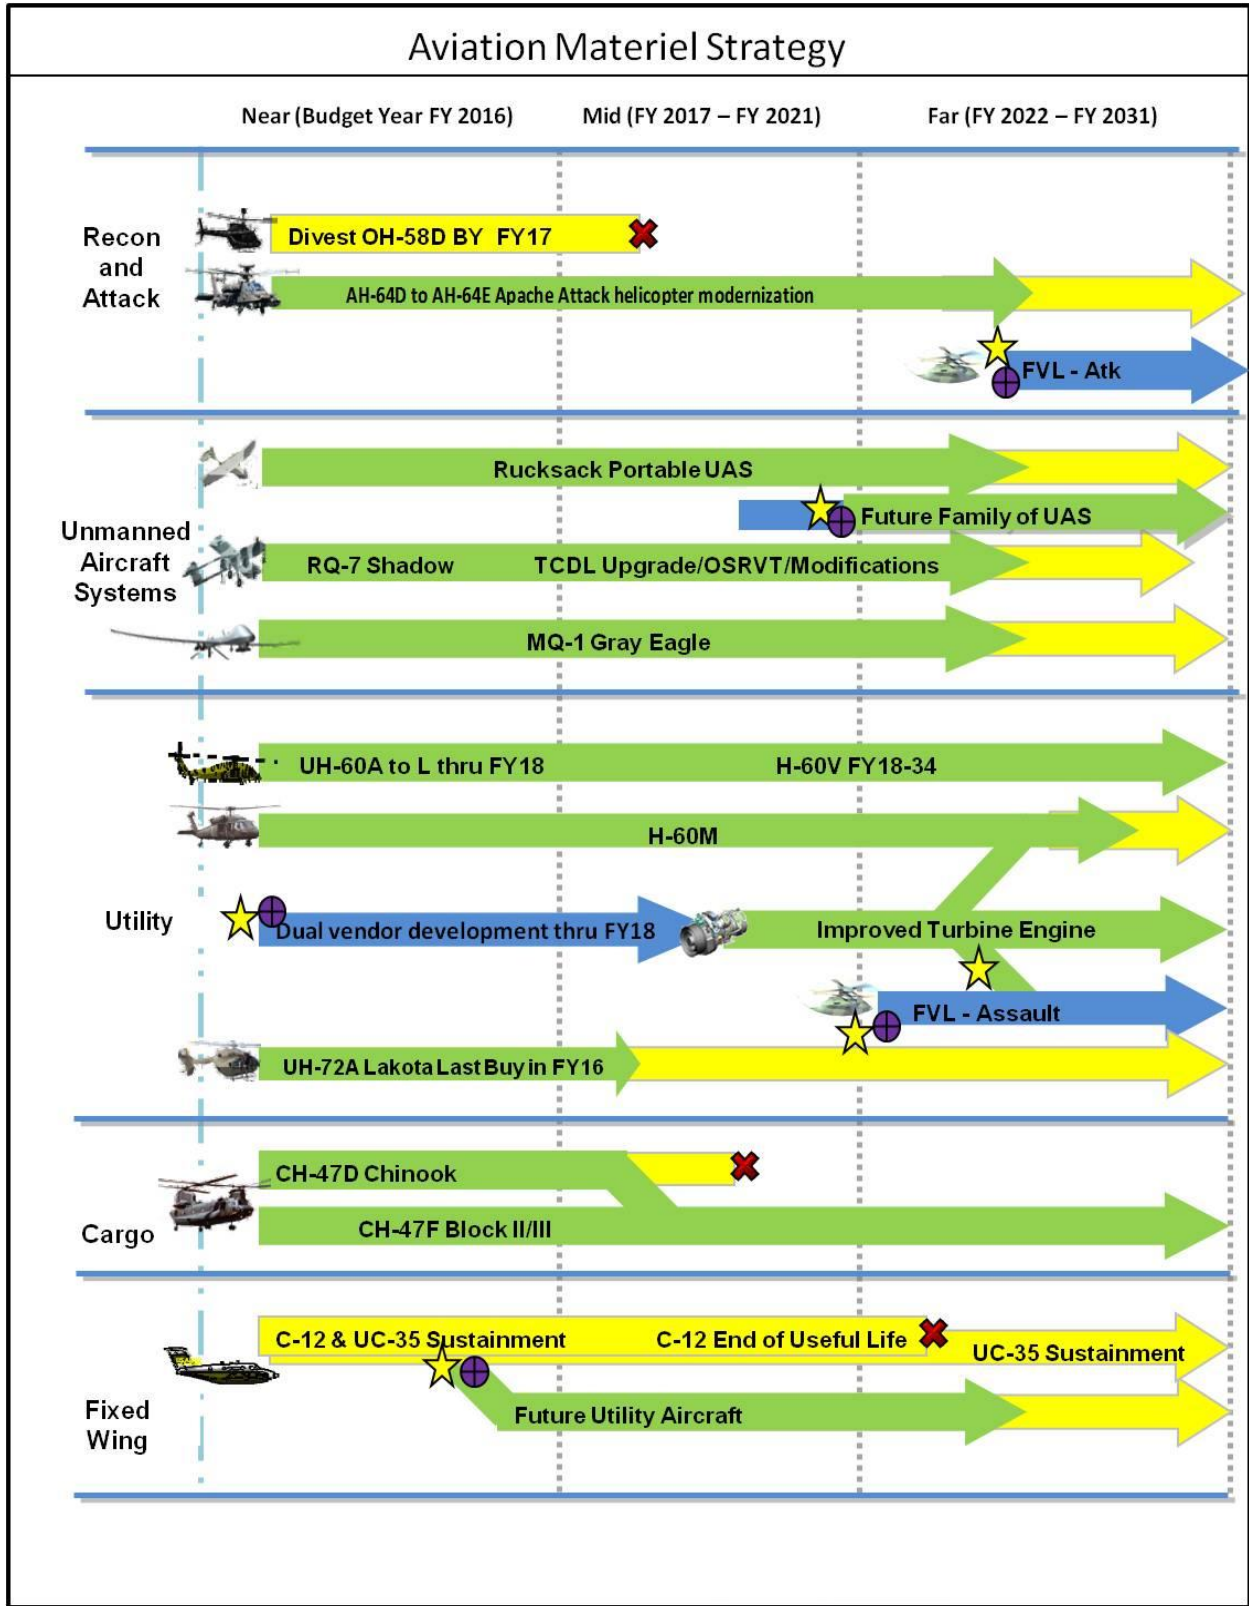 Aviation Materiel Strategy
Near (Budget Year FY 2016)
Mid (FY 2017 – FY 2021)
Far (FY 2022 – FY 2031)
Recon
and
Attack
Divest OH-58D BY FY17
AH-64D to AH-64E Apache Attack helicopter modernization
FVL - Atk
Unmanned
Aircraft
Systems
Rucksack Portable UAS
Future Family of UAS
RQ-7 Shadow
TCDL Upgrade/OSRVT/Modifications
MQ-1 Gray Eagle
Utility
UH-60A to L thru FY18
H-60V FY18-34
H-60M
Dual vendor development thru FY18
Improved Turbine Engine
FVL - Assault
UH-72A Lakota Last Buy in FY16
Cargo
CH-47D Chinook
CH-47F Block II/III
Fixed
Wing
C-12 & UC-35 Sustainment
C-12 End of Useful Life
UC-35 Sustainment
Future Utility Aircraft